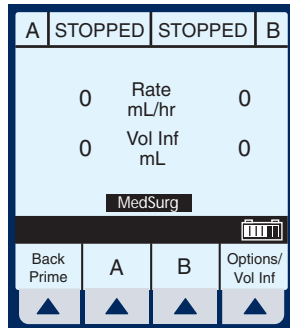 A STOPPED STOPPED B
0 Rate 0
mL/hr
0 Vol Inf 0
mL
MedSurg
Back Prime A B Options/ Vol Inf